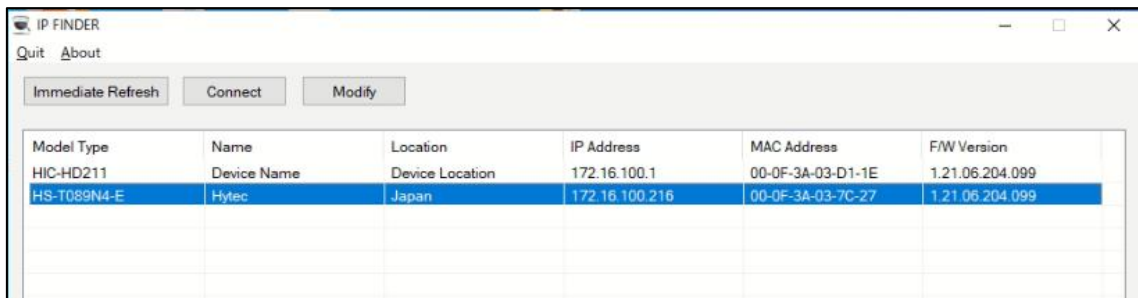 IP FINDER
Quit About
Immediate Refresh Connect Modify
Model Type Name Location IP Address MAC Address F/W Version
HIC-HD211 Device Name Device Location 172.16.100.1 00-0F-3A-03-D1-1E 1.21.06.204.099
HS-T089N4-E Hytec Japan 172.16.100.216 00-0F-3A-03-7C-27 1.21.06.204.099